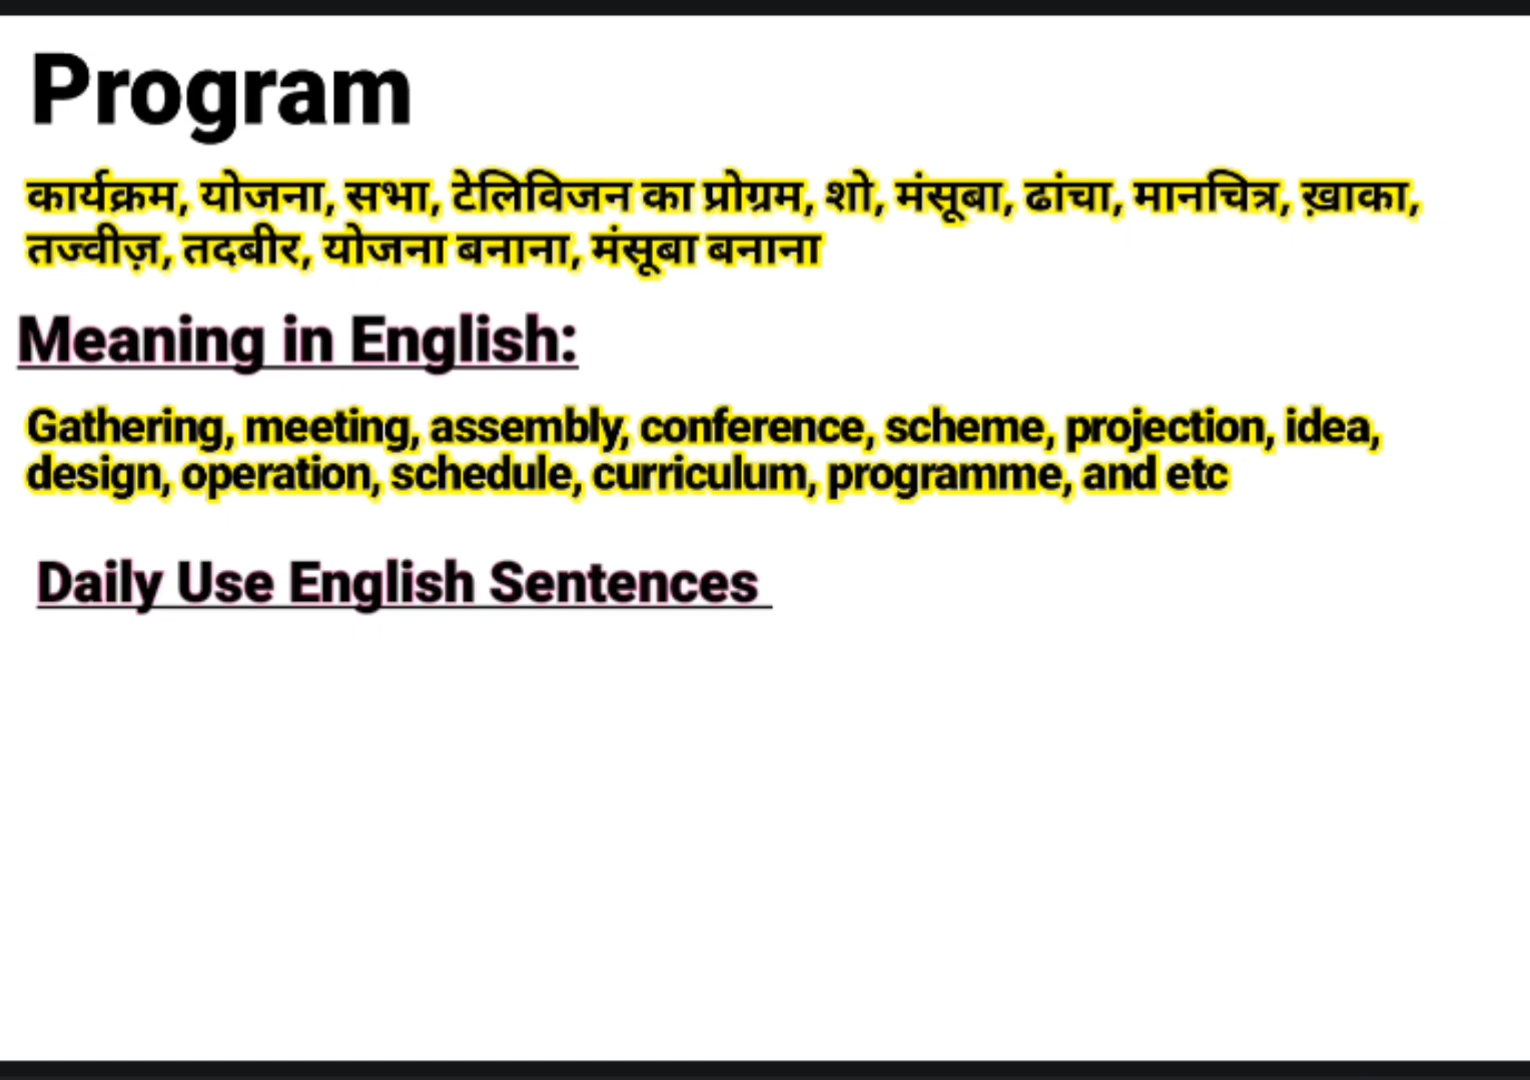 Program
कार्यक्रम, योजना, सभा, टेलिविजन का प्रोग्रम, शो, मंसूबा, ढांचा, मानचित्र, ख़ाका,
तज्वीज़, तदबीर, योजना बनाना, मंसूबा बनाना
Meaning in English:
Gathering, meeting, assembly, conference, scheme, projection, idea,
design, operation, schedule, curriculum, programme, and etc
Daily Use English Sentences